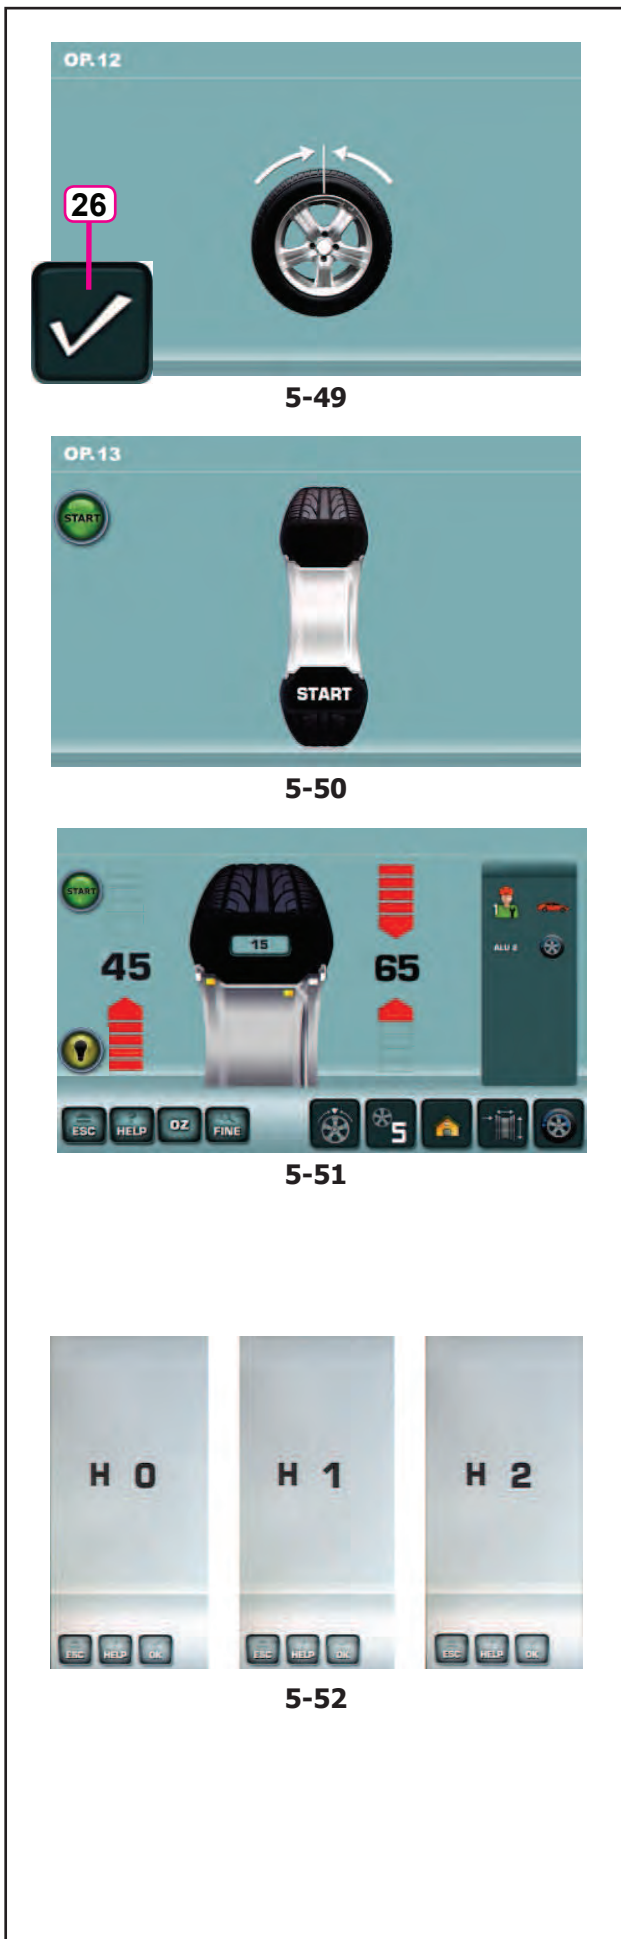 OP.12
26
5-49
OP.13
START
START
5-50
START
15
45
65
1
ALU 2
ESC
HELP
OZ
FINE
5
5-51
H 0
H 1
H 2
ESC HELP OK
ESC HELP OK
ESC HELP OK
5-52